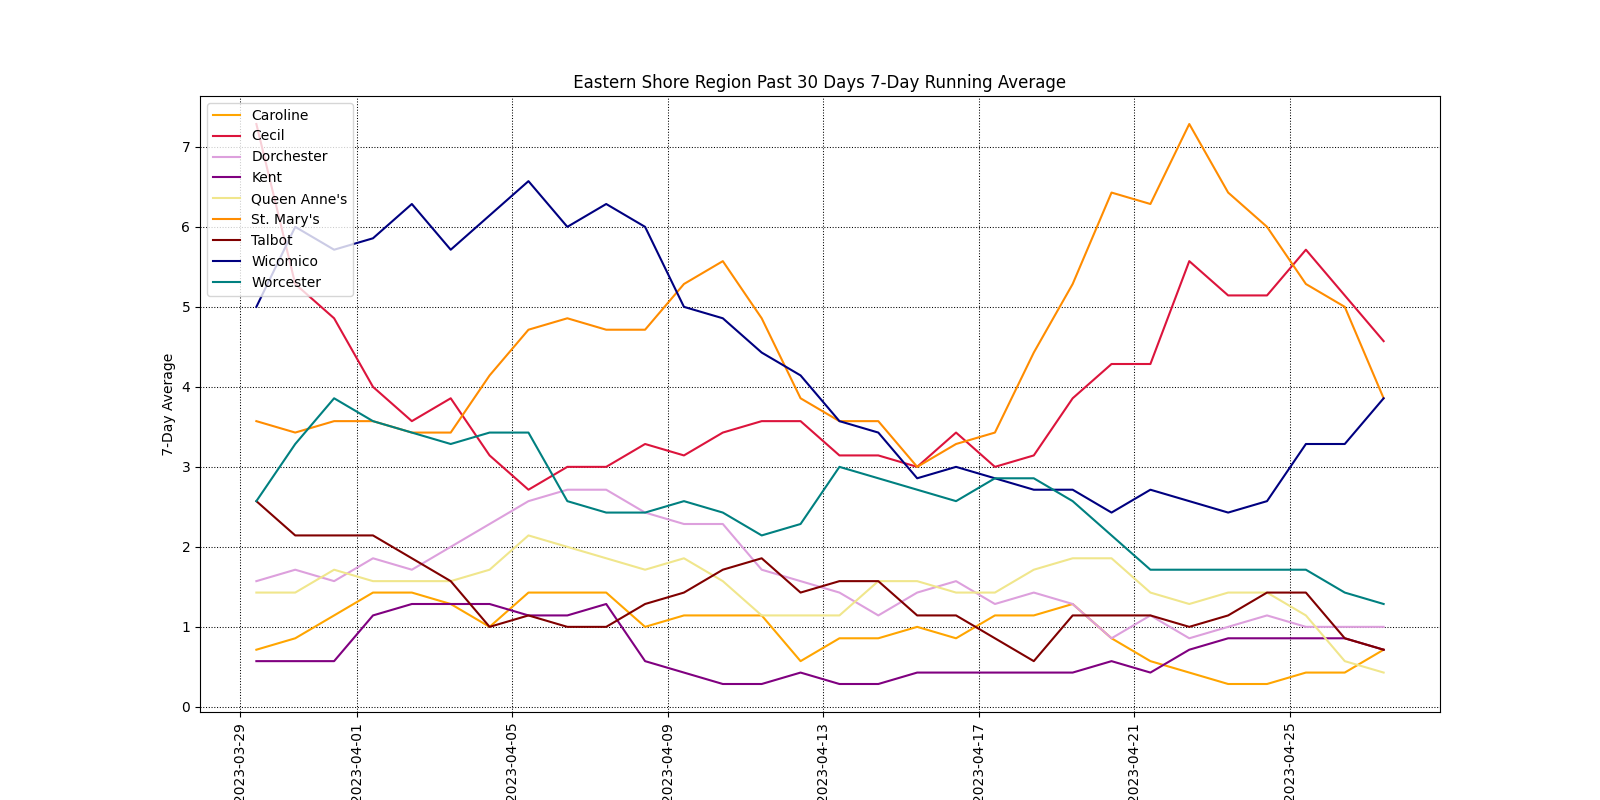 Eastern Shore Region Past 30 Days 7-Day Running Average
Caroline
Cecil
Dorchester
Kent
Queen Anne's
St. Mary's
Talbot
Wicomico
Worcester
7-Day Average
7
6
5
4
3
2
1
0
2023-03-29
2023-04-01
2023-04-05
2023-04-09
2023-04-13
2023-04-17
2023-04-21
2023-04-25